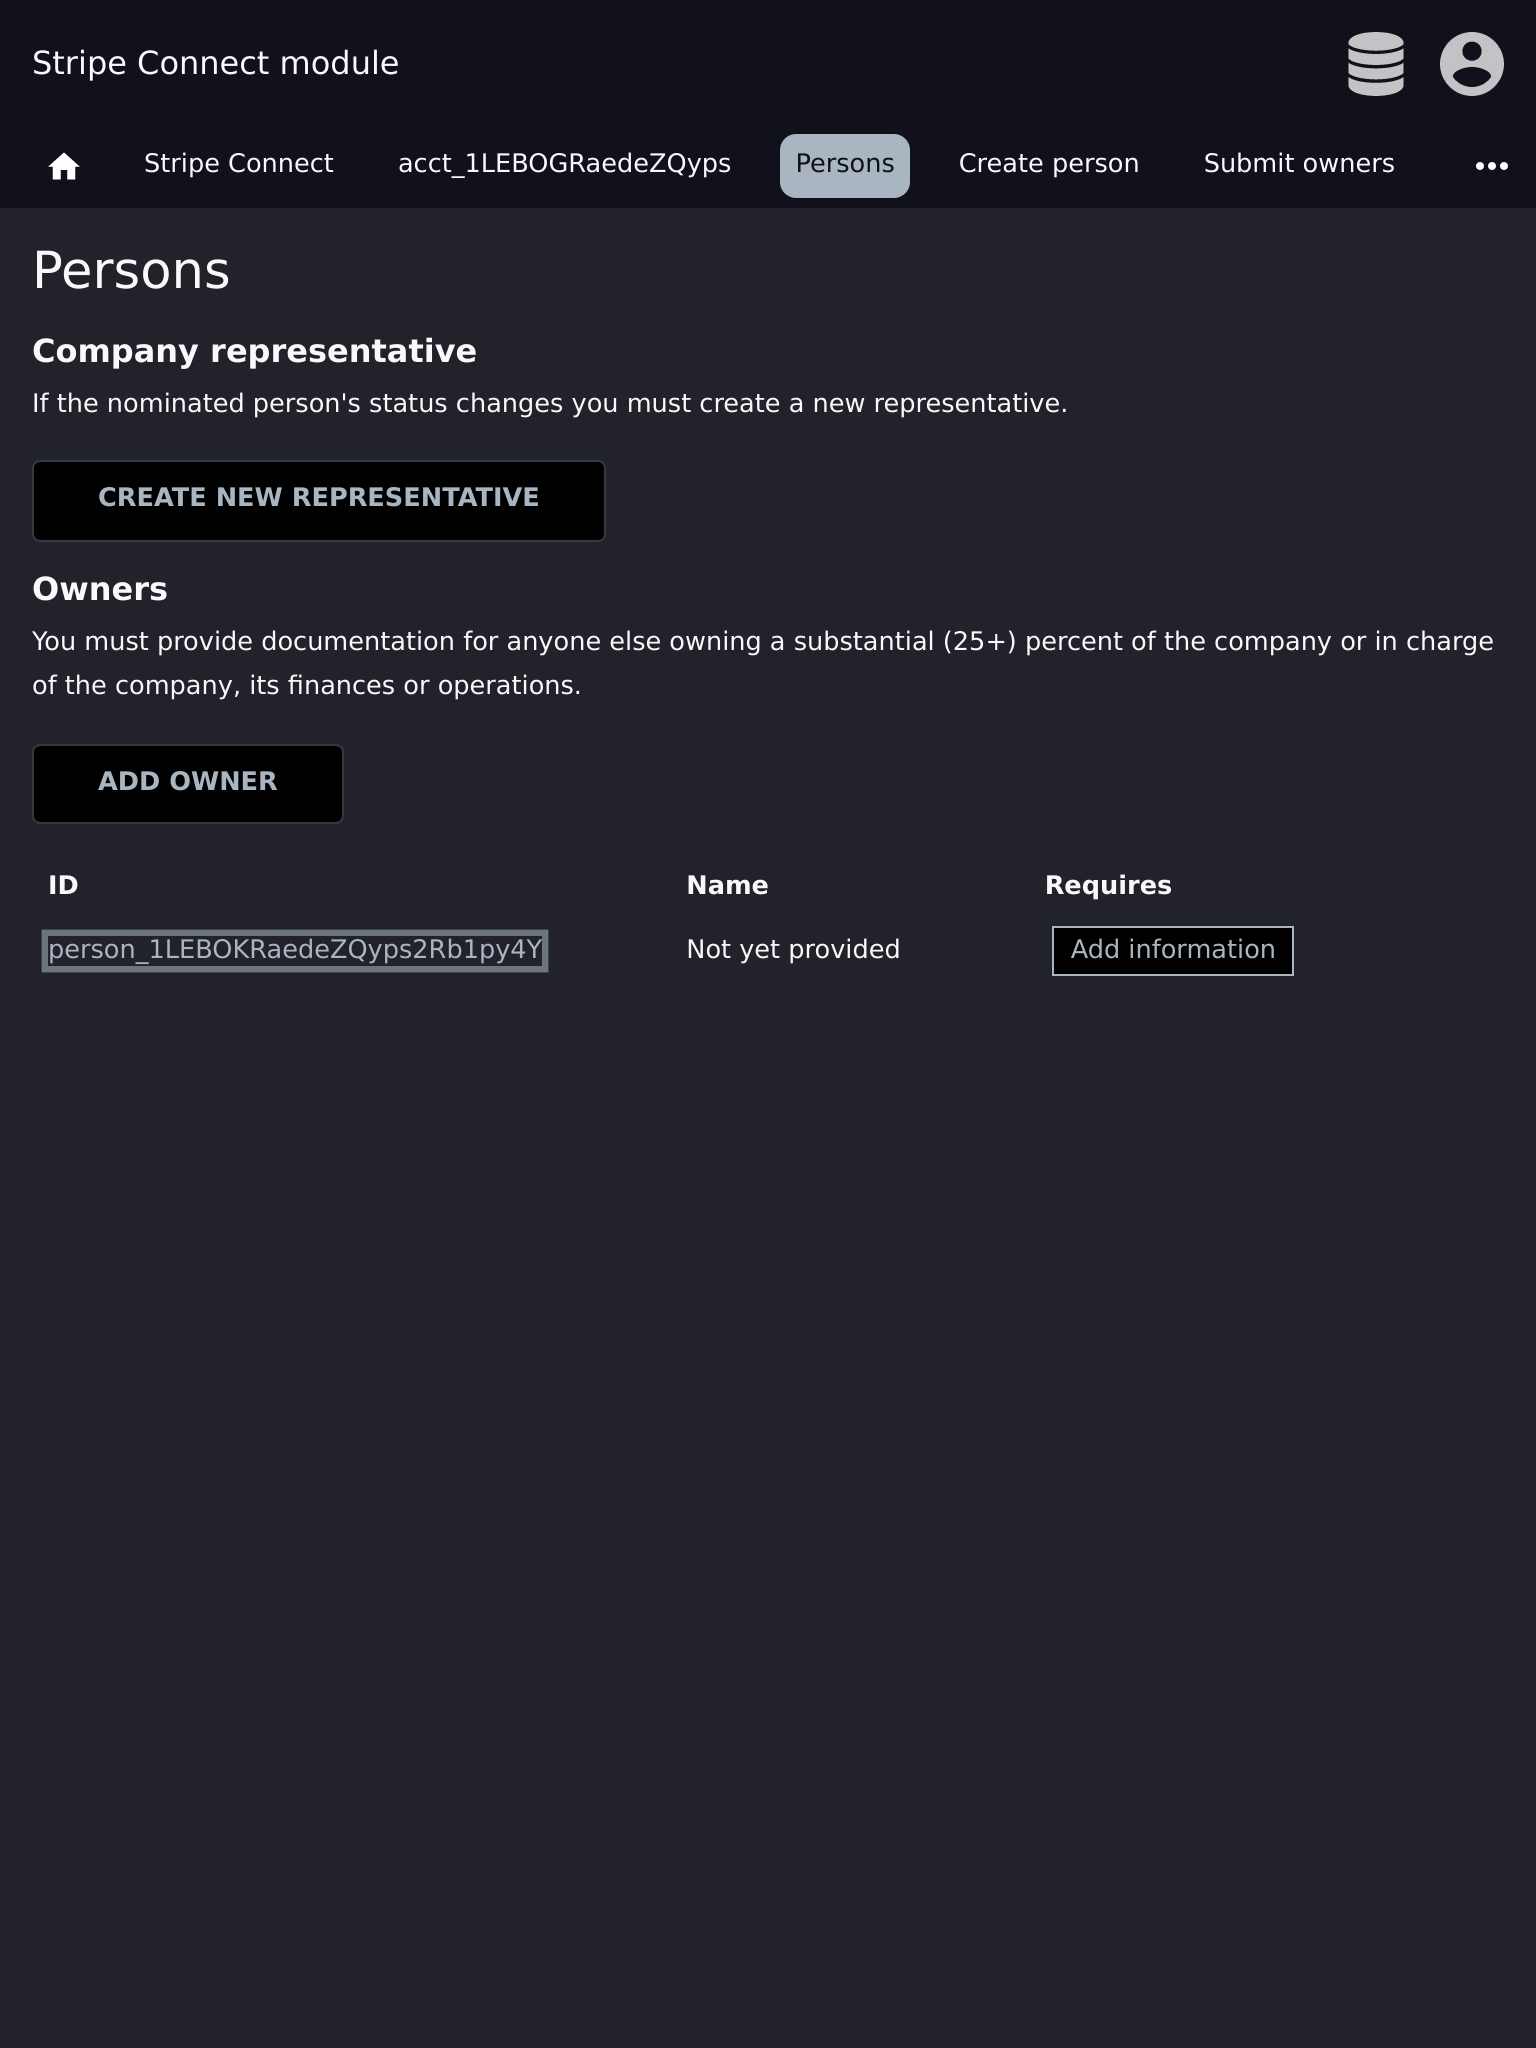 Stripe Connect module
Stripe Connect acct_1LEBOGRaedeZQyps Persons Create person Submit owners
Persons
Company representative
If the nominated person's status changes you must create a new representative.
CREATE NEW REPRESENTATIVE
Owners
You must provide documentation for anyone else owning a substantial (25+) percent of the company or in charge
of the company, its finances or operations.
ADD OWNER
ID Name Requires
person_1LEBOKRaedeZQyps2Rb1py4Y Not yet provided Add information